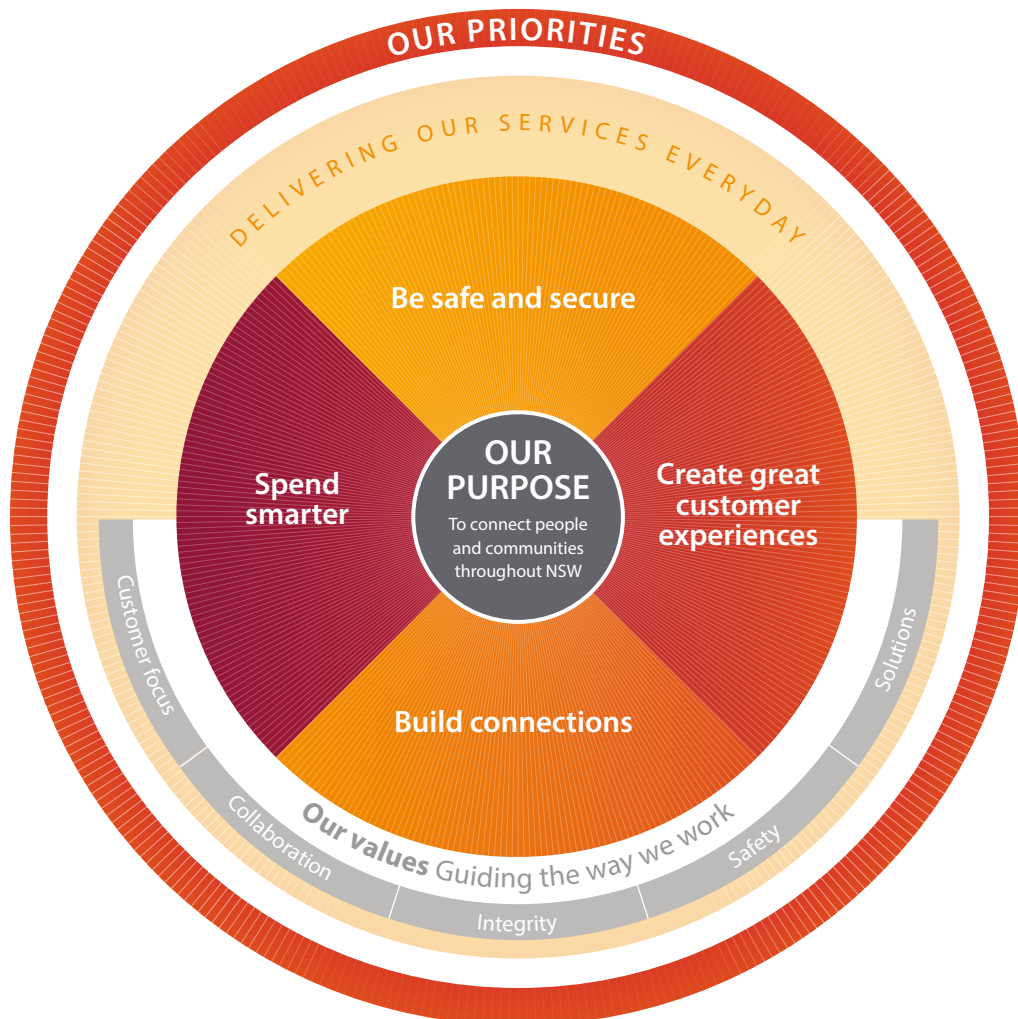 OUR PRIORITIES
DELIVERING OUR SERVICES EVERYDAY
Be safe and secure
Spend
smarter
OUR
PURPOSE
To connect people
and communities
throughout NSW
Create great
customer
experiences
Build connections
Our values Guiding the way we work
Customer focus
Collaboration
Integrity
Safety
Solutions